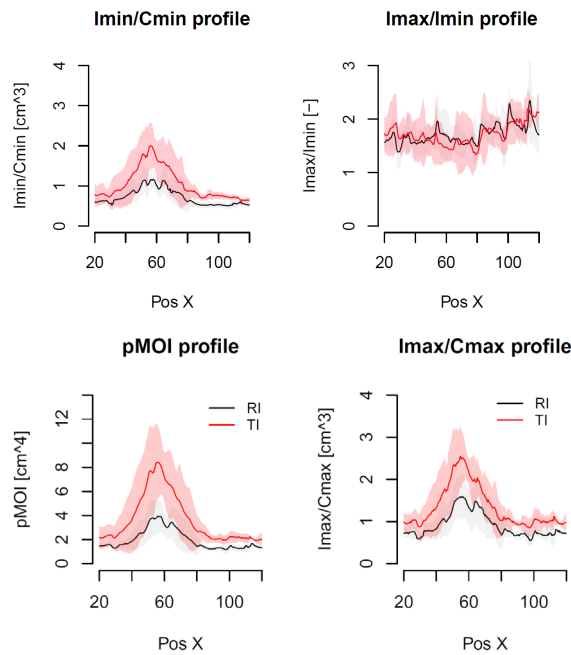 Imin/Cmin profile
Imin/Cmin [cm^3]
4
3
2
1
0
20 60 100
Pos X
Imax/Imin profile
Imax/Imin [-]
3
2
1
0
20 60 100
Pos X
pMOI profile
pMOI [cm^4]
12
8
6
4
2
0
RI
TI
20 60 100
Pos X
Imax/Cmax profile
Imax/Cmax [cm^3]
4
3
2
1
0
RI
TI
20 60 100
Pos X